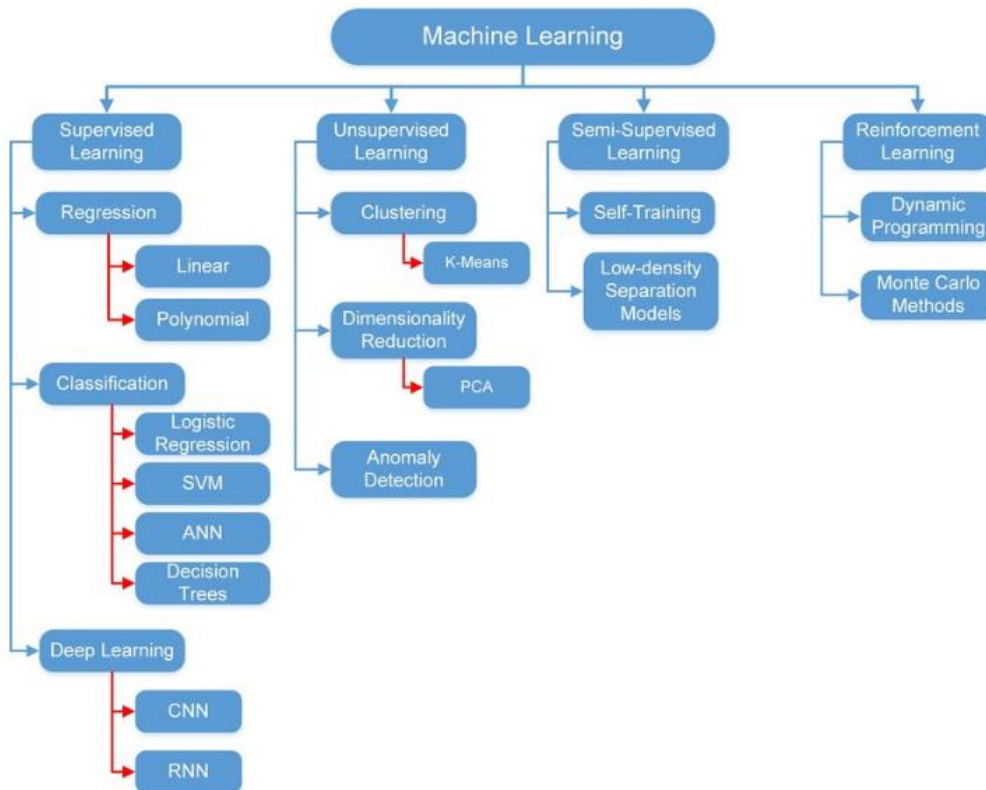 Machine Learning
Supervised
Learning
Regression
Linear
Polynomial
Classification
Logistic
Regression
SVM
ANN
Decision
Trees
Deep Learning
CNN
RNN
Unsupervised
Learning
Clustering
K-Means
Dimensionality
Reduction
PCA
Anomaly
Detection
Semi-Supervised
Learning
Self-Training
Low-density
Separation
Models
Reinforcement
Learning
Dynamic
Programming
Monte Carlo
Methods